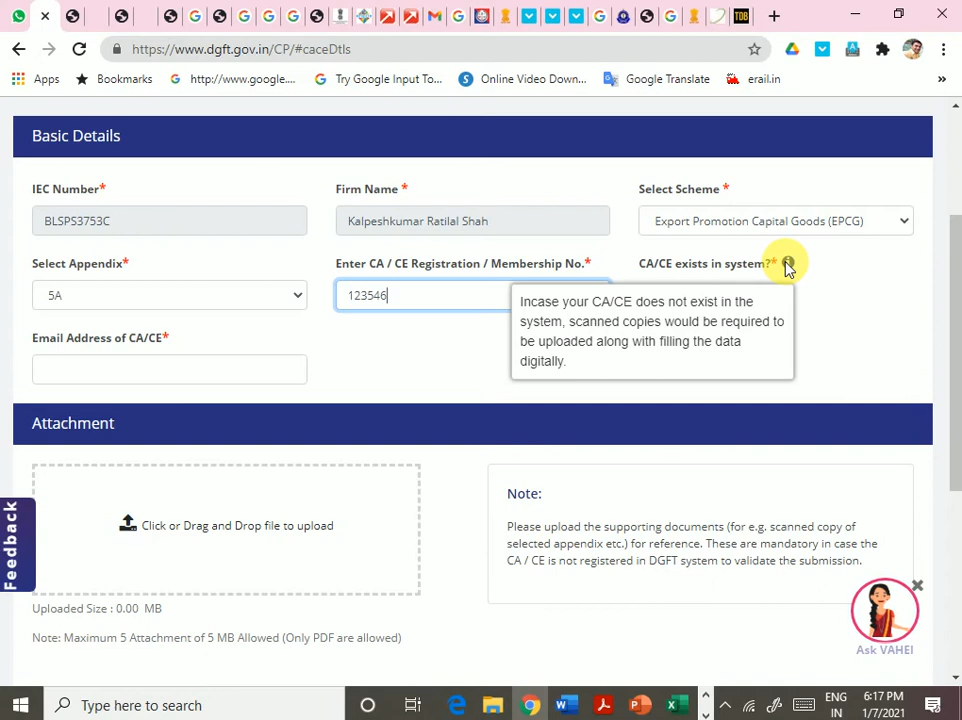 TDB
https://www.dgft.gov.in/CP/#caceDtls
Apps
Bookmarks
http://www.google....
Try Google Input To...
Online Video Down...
Google Translate
erail.in
»
Basic Details
IEC Number*
Firm Name *
Select Scheme *
BLSPS3753C
Kalpeshkumar Ratilal Shah
Export Promotion Capital Goods (EPCG)
Select Appendix*
Enter CA / CE Registration / Membership No.*
CA/CE exists in system?*
5A
123546
Incase your CA/CE does not exist in the
system, scanned copies would be required to
be uploaded along with filling the data
digitally.
Email Address of CA/CE*
Attachment
Click or Drag and Drop file to upload
Note:
Please upload the supporting documents (for e.g. scanned copy of
selected appendix etc.) for reference. These are mandatory in case the
CA / CE is not registered in DGFT system to validate the submission.
Feedback
Uploaded Size : 0.00 MB
Note: Maximum 5 Attachment of 5 MB Allowed (Only PDF are allowed)
Ask VAHEI
Type here to search
ENG
IN
6:17 PM
1/7/2021